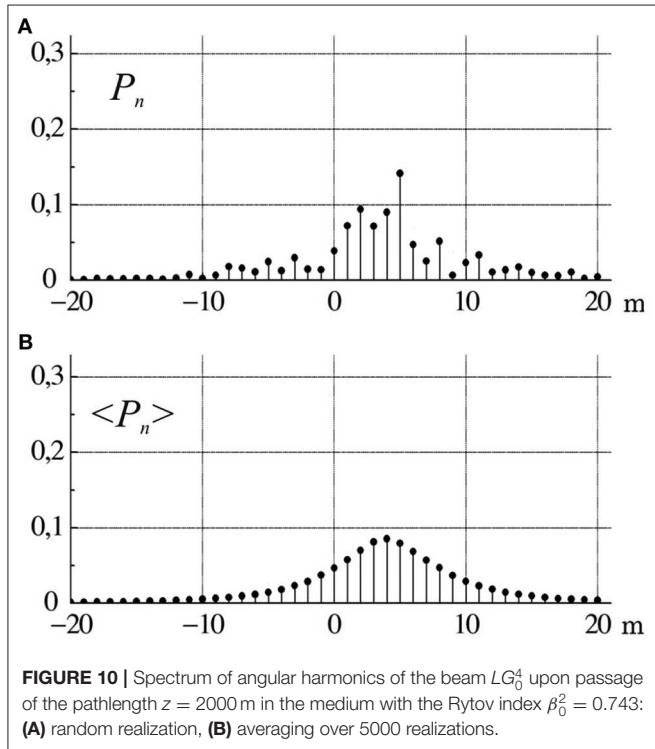 A
0,3
P_n
0,2
0,1
0
−20 −10 0 10 20 m
B
0,3
<P_n>
0,2
0,1
0
−20 −10 0 10 20 m
FIGURE 10 | Spectrum of angular harmonics of the beam LG_0^4 upon passage
of the pathlength z = 2000 m in the medium with the Rytov index β_0^2 = 0.743:
(A) random realization, (B) averaging over 5000 realizations.